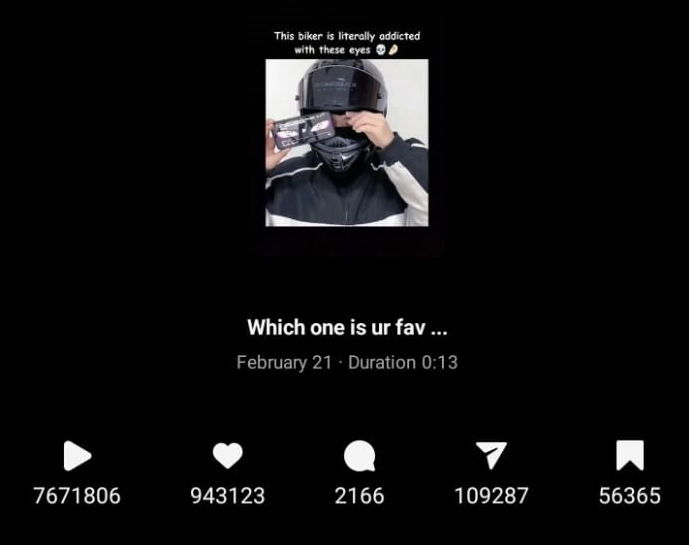 This biker is literally addicted
with these eyes 💀🤌🏻
Which one is ur fav ...
February 21 · Duration 0:13
7671806 943123 2166 109287 56365